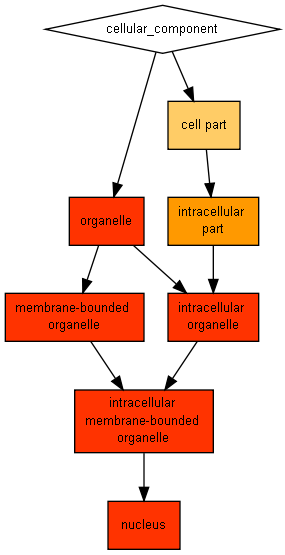 cellular_component
cell part
organelle
intracellular
part
membrane-bounded
organelle
intracellular
organelle
intracellular
membrane-bounded
organelle
nucleus